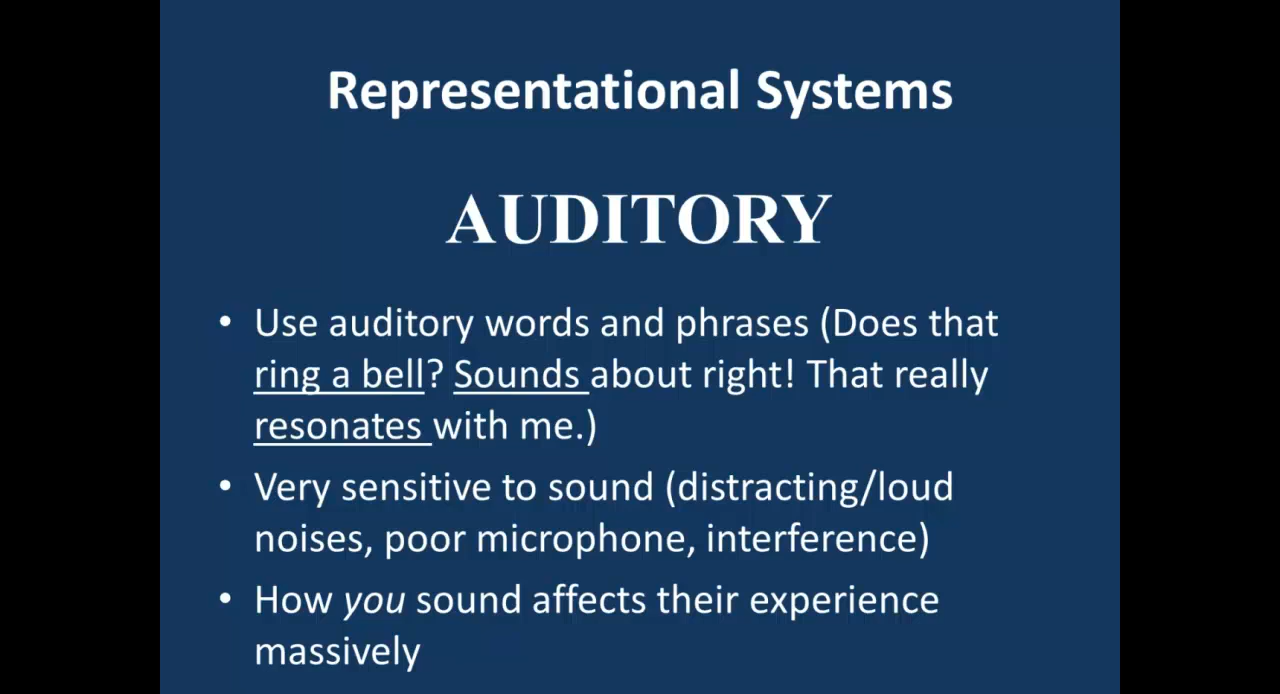 Representational Systems
AUDITORY
• Use auditory words and phrases (Does that
ring a bell? Sounds about right! That really
resonates with me.)
• Very sensitive to sound (distracting/loud
noises, poor microphone, interference)
• How you sound affects their experience
massively